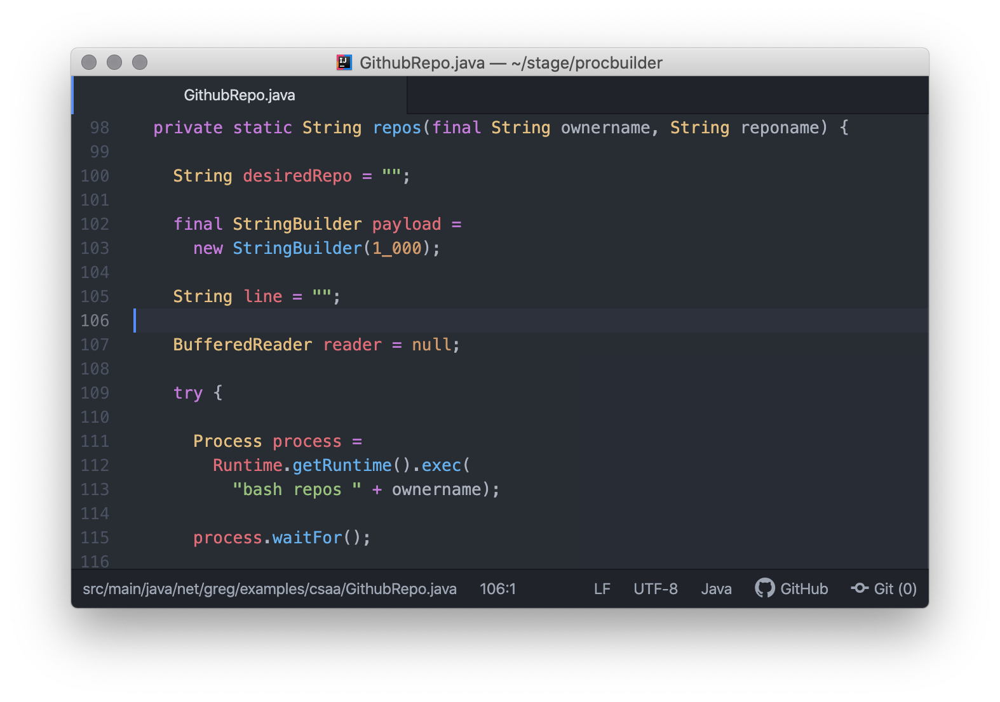 GithubRepo.java — ~/stage/procbuilder
GithubRepo.java
98 private static String repos(final String ownername, String reponame) {
99
100 String desiredRepo = "";
101
102 final StringBuilder payload =
103 new StringBuilder(1_000);
104
105 String line = "";
106
107 BufferedReader reader = null;
108
109 try {
110
111 Process process =
112 Runtime.getRuntime().exec(
113 "bash repos " + ownername);
114
115 process.waitFor();
116
src/main/java/net/greg/examples/csaa/GithubRepo.java 106:1 LF UTF-8 Java GitHub Git (0)